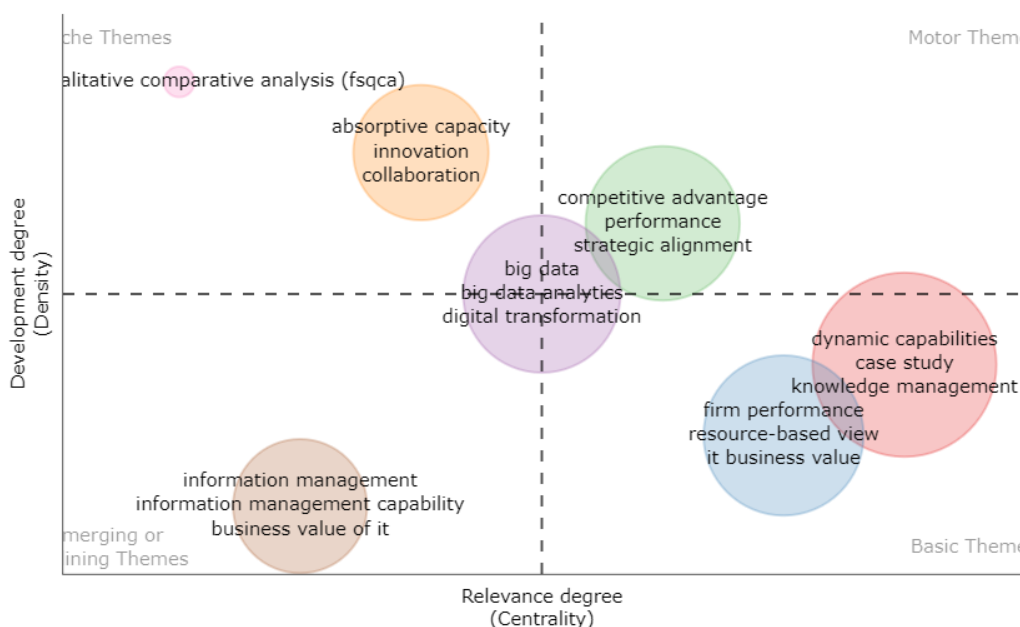 che Themes
Motor Theme
alitative comparative analysis (fsqca)
absorptive capacity
innovation
collaboration
competitive advantage
performance
strategic alignment
big data
big data analytics
digital transformation
dynamic capabilities
case study
knowledge management
firm performance
resource-based view
it business value
information management
information management capability
business value of it
merging or
ining Themes
Basic Theme
Development degree
(Density)
Relevance degree
(Centrality)